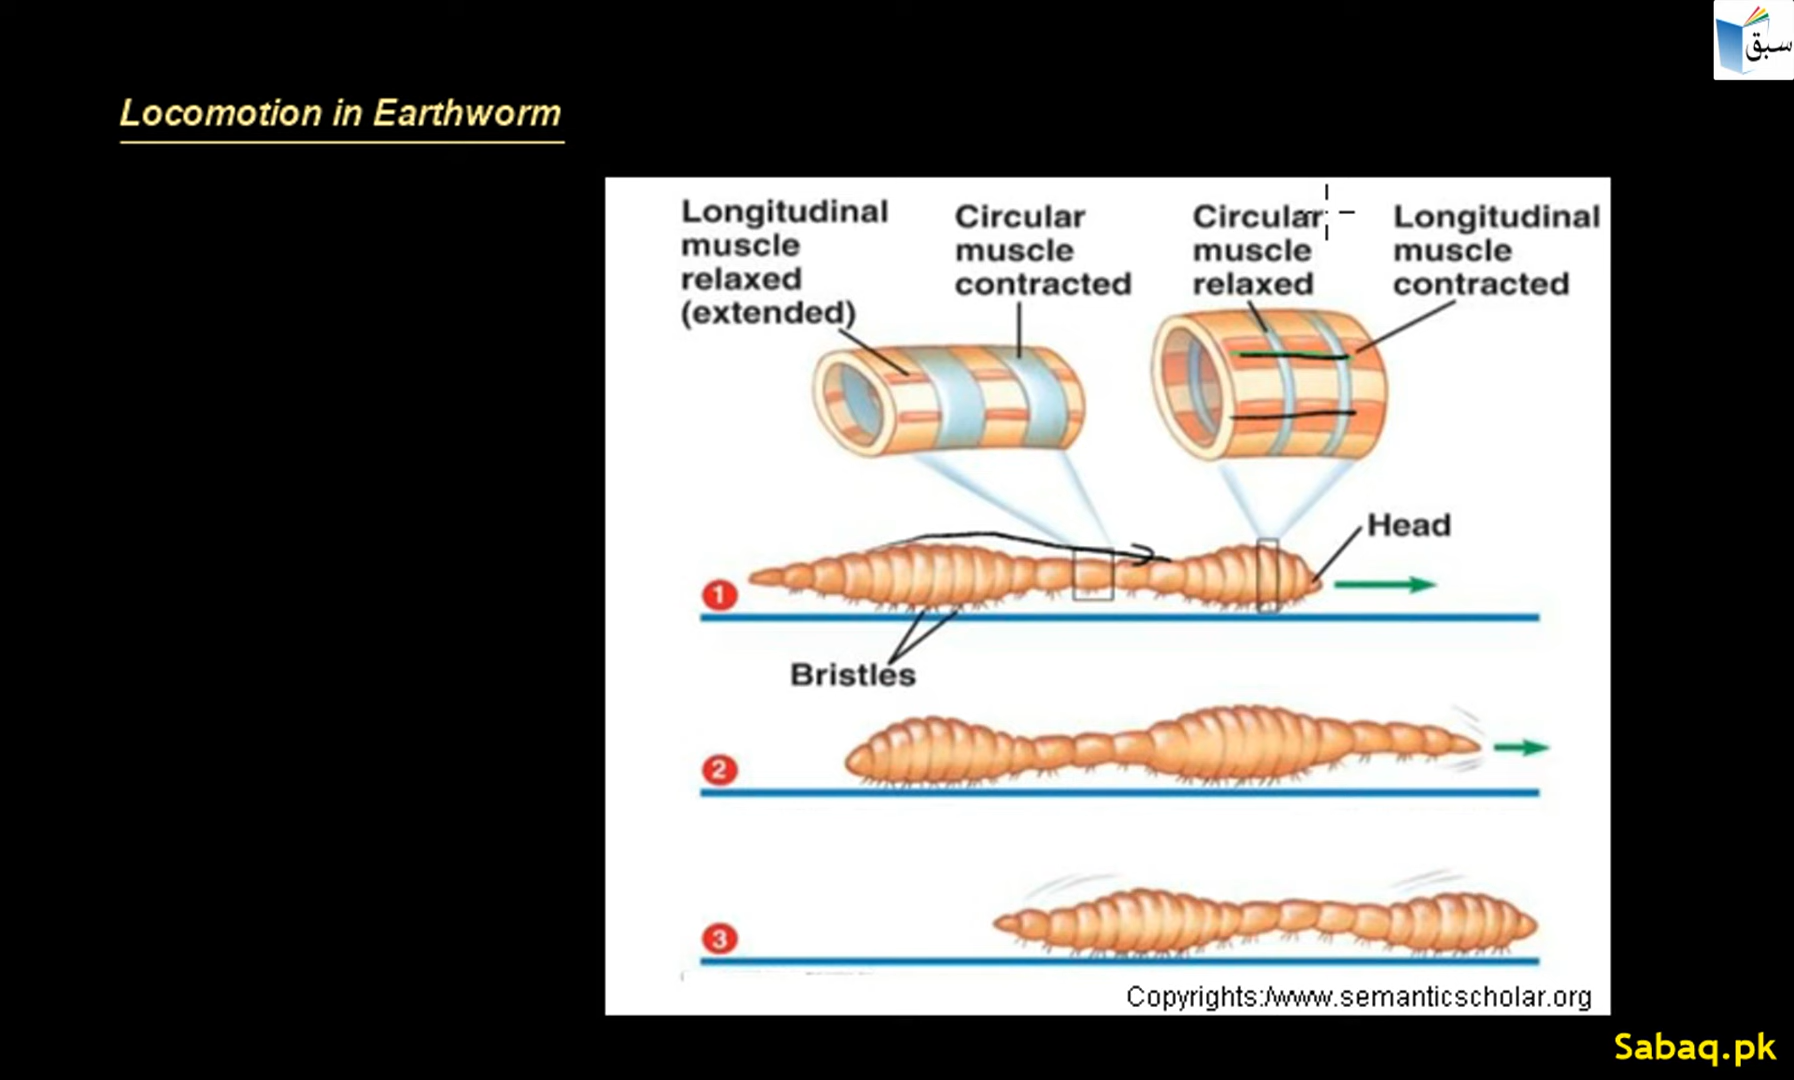 سبق
Locomotion in Earthworm
Longitudinal
muscle
relaxed
(extended)
Circular
muscle
contracted
Circular
muscle
relaxed
Longitudinal
muscle
contracted
Head
1
Bristles
2
3
Copyrights:/www.semanticscholar.org
Sabaq.pk